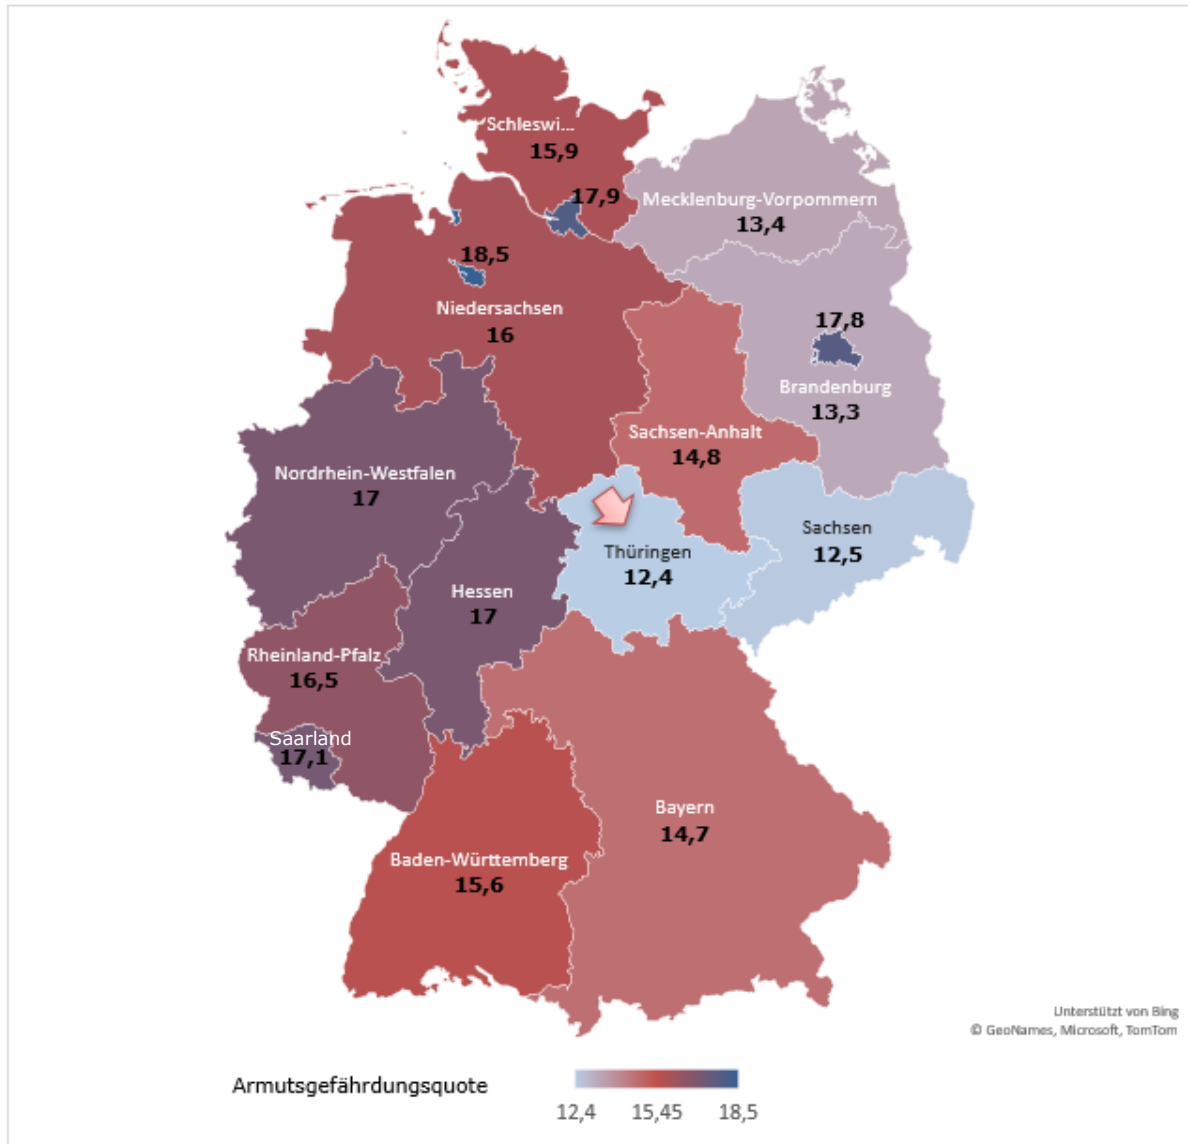 Schleswi...
15,9
17,9
Mecklenburg-Vorpommern
13,4
18,5
Niedersachsen
16
17,8
Brandenburg
13,3
Sachsen-Anhalt
14,8
Nordrhein-Westfalen
17
Sachsen
12,5
Thüringen
12,4
Hessen
17
Rheinland-Pfalz
16,5
Saarland
17,1
Bayern
14,7
Baden-Württemberg
15,6
Unterstützt von Bing
© GeoNames, Microsoft, TomTom
Armutsgefährdungsquote
12,4 15,45 18,5